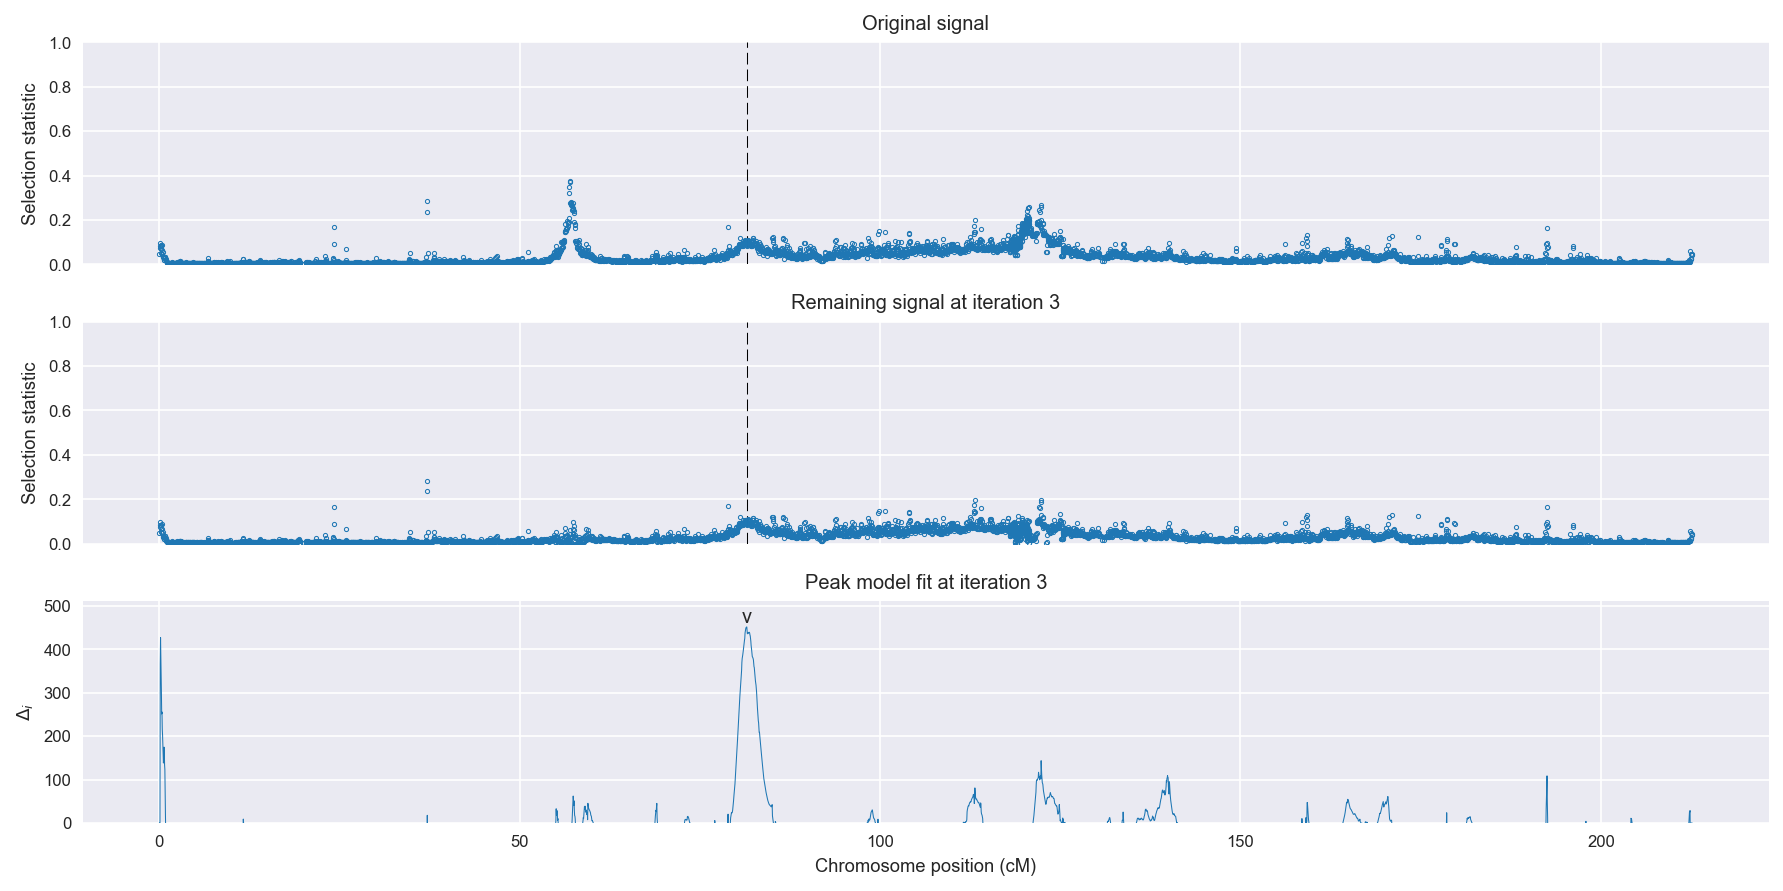 Original signal
1.0
0.8
0.6
0.4
0.2
0.0
Selection statistic
Remaining signal at iteration 3
1.0
0.8
0.6
0.4
0.2
0.0
Selection statistic
Peak model fit at iteration 3
500
400
300
200
100
0
Δi
v
0 50 100 150 200
Chromosome position (cM)